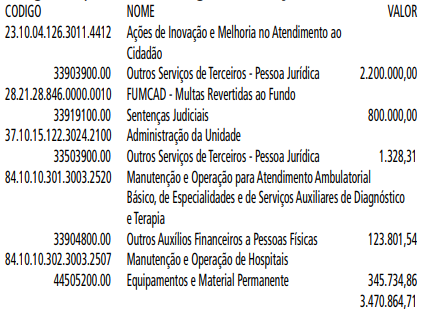 CODIGO NOME VALOR
23.10.04.126.3011.4412 Ações de Inovação e Melhoria no Atendimento ao
Cidadão
33903900.00 Outros Serviços de Terceiros - Pessoa Jurídica 2.200.000,00
28.21.28.846.0000.0010 FUMCAD - Multas Revertidas ao Fundo
33919100.00 Sentenças Judiciais 800.000,00
37.10.15.122.3024.2100 Administração da Unidade
33503900.00 Outros Serviços de Terceiros - Pessoa Jurídica 1.328,31
84.10.10.301.3003.2520 Manutenção e Operação para Atendimento Ambulatorial
Básico, de Especialidades e de Serviços Auxiliares de Diagnóstico
e Terapia
33904800.00 Outros Auxílios Financeiros a Pessoas Físicas 123.801,54
84.10.10.302.3003.2507 Manutenção e Operação de Hospitais
44505200.00 Equipamentos e Material Permanente 345.734,86
3.470.864,71